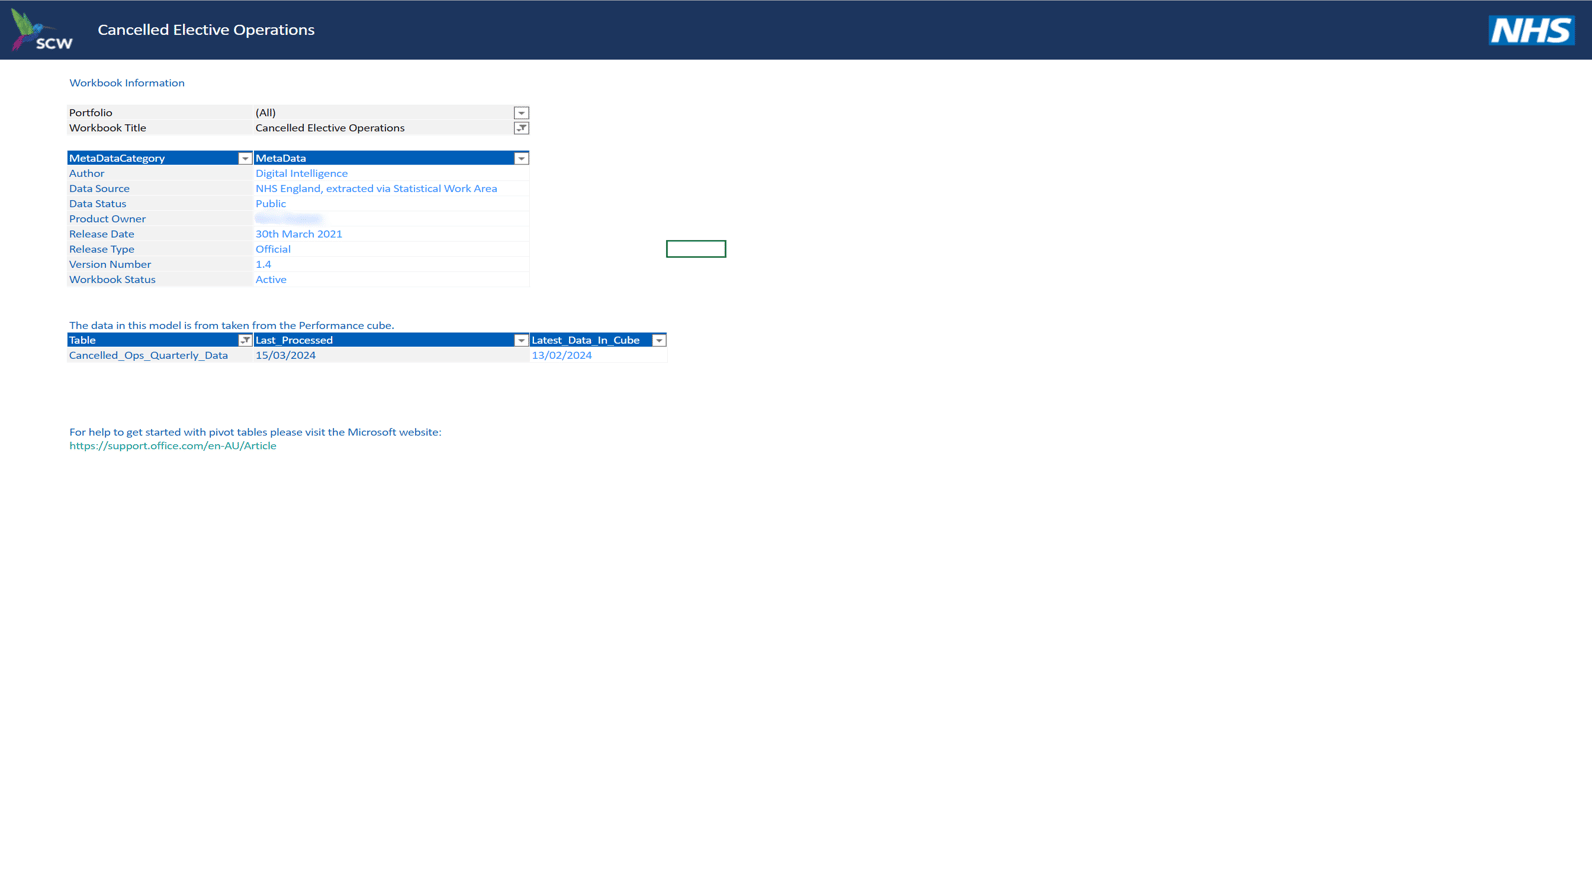 SCW
Cancelled Elective Operations
NHS
Workbook Information
Portfolio (All)
Workbook Title Cancelled Elective Operations
MetaDataCategory MetaData
Author Digital Intelligence
Data Source NHS England, extracted via Statistical Work Area
Data Status Public
Product Owner
Release Date 30th March 2021
Release Type Official
Version Number 1.4
Workbook Status Active
The data in this model is from taken from the Performance cube.
Table Last_Processed Latest_Data_In_Cube
Cancelled_Ops_Quarterly_Data 15/03/2024 13/02/2024
For help to get started with pivot tables please visit the Microsoft website:
https://support.office.com/en-AU/Article